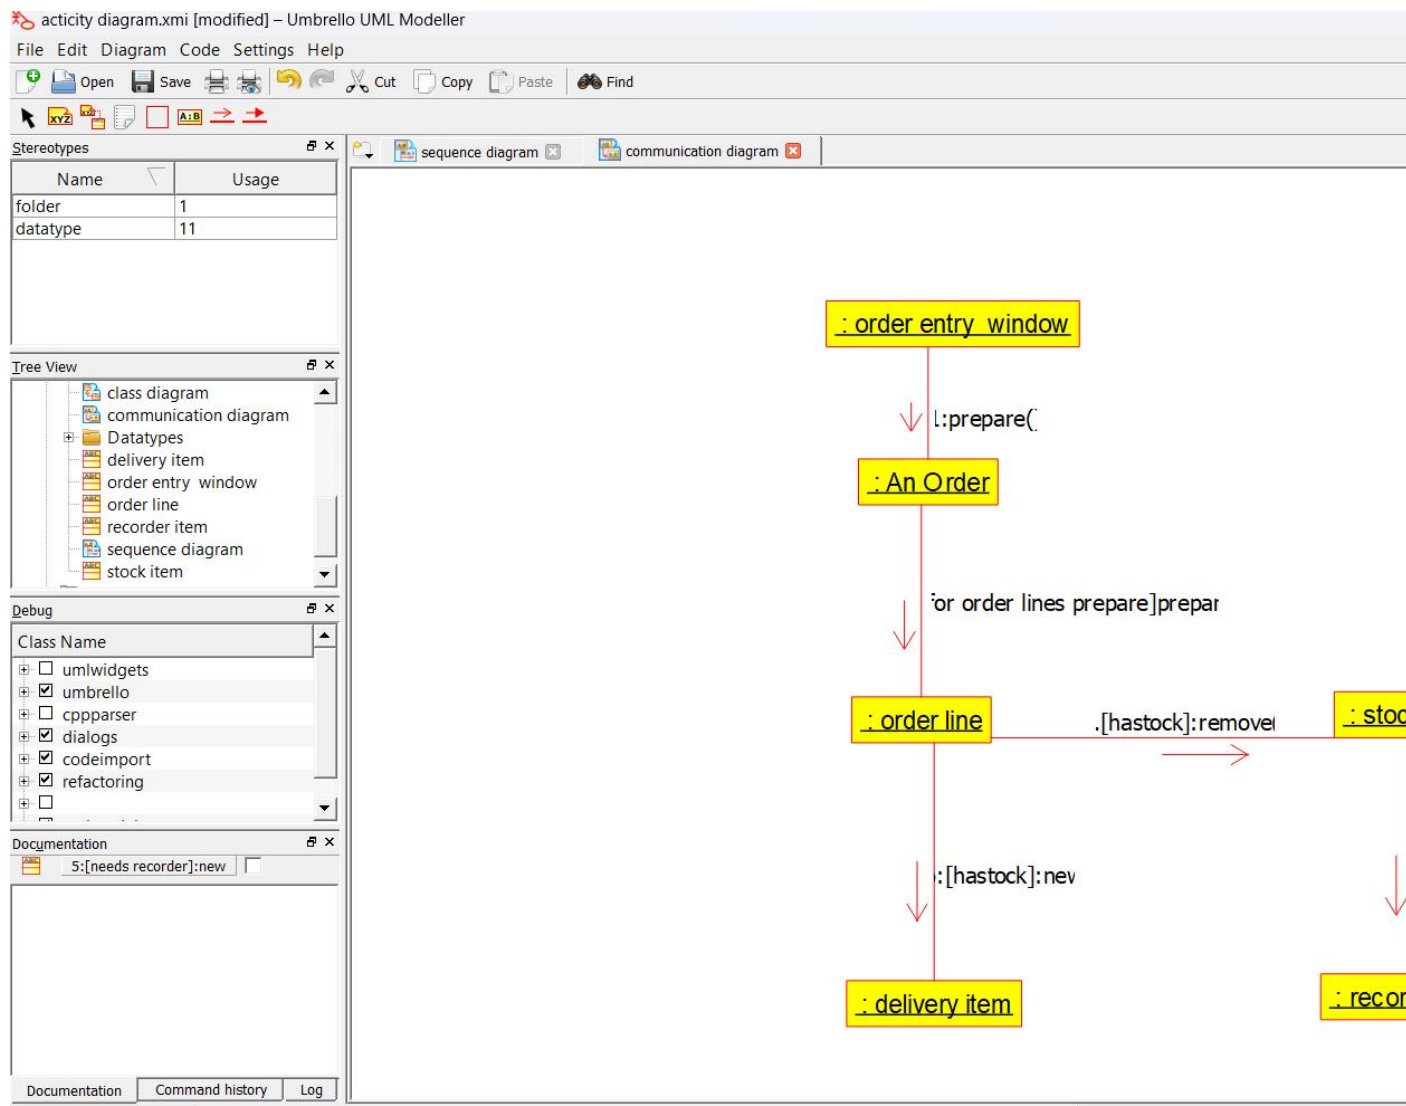 acticity diagram.xmi [modified] – Umbrello UML Modeller
File Edit Diagram Code Settings Help
Open Save Cut Copy Paste Find
XYZ A:B
Stereotypes
sequence diagram communication diagram
Name Usage
folder 1
datatype 11
: order entry window
Tree View
class diagram
communication diagram
Datatypes
delivery item
order entry window
order line
recorder item
sequence diagram
stock item
:prepare()
: An Order
Debug
Class Name
umlwidgets
umbrello
cppparser
dialogs
codeimport
refactoring
for order lines prepare]prepar
: order line
.[hastock]:remove(
: stoc
Documentation
5:[needs recorder]:new
:[hastock]:new
: delivery item
: recor
Documentation Command history Log